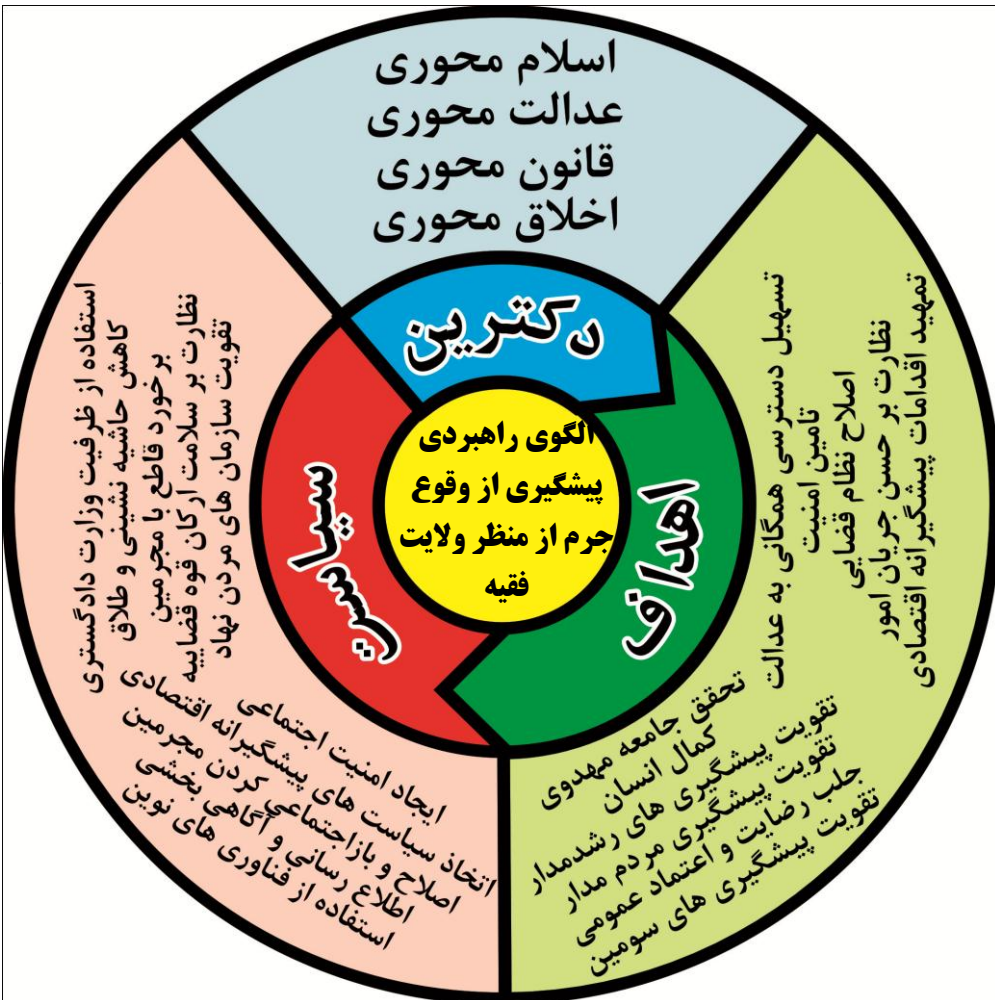 اسلام محوری
عدالت محوری
قانون محوری
اخلاق محوری
دکترین
الگوی راهبردی
پیشگیری از وقوع
جرم از منظر ولایت
فقیه
اهداف
تسهیل دسترسی همگانی به عدالت
تامین امنیت
اصلاح نظام قضایی
نظارت بر حسن جریان امور
تمهید اقدامات پیشگیرانه اقتصادی
تحقق جامعه مهدوی
کمال انسان
تقویت پیشگیری های رشدمدار
تقویت پیشگیری مردم مدار
جلب رضایت و اعتماد عمومی
تقویت پیشگیری های سومین
سیاست
استفاده از ظرفیت وزارت دادگستری
کاهش حاشیه نشینی و طلاق
برخورد قاطع با مجرمین
نظارت بر سلامت ارکان قوه قضاییه
تقویت سازمان های مردن نهاد
ایجاد امنیت اجتماعی
اتخاذ سیاست های پیشگیرانه اقتصادی
اصلاح و بازاجتماعی کردن مجرمین
اطلاع رسانی و آگاهی بخشی
استفاده از فناوری های نوین